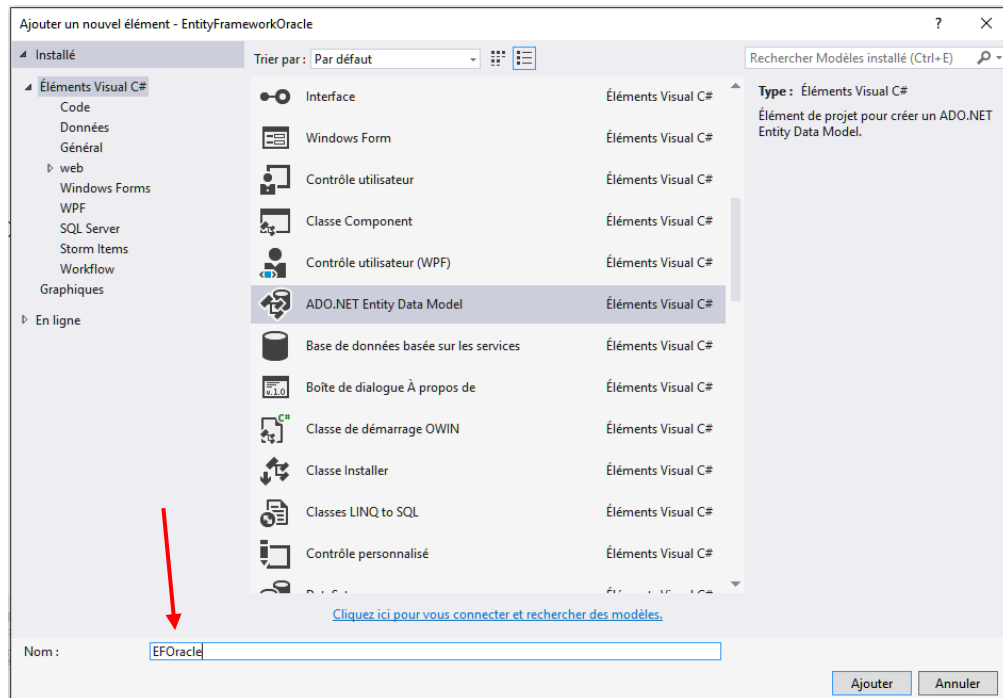 Ajouter un nouvel élément - EntityFrameworkOracle
?
Installé
Trier par : Par défaut
Rechercher Modèles installé (Ctrl+E)
Éléments Visual C#
Code
Données
Général
web
Windows Forms
WPF
SQL Server
Storm Items
Workflow
Graphiques
En ligne
Interface Éléments Visual C#
Windows Form Éléments Visual C#
Contrôle utilisateur Éléments Visual C#
Classe Component Éléments Visual C#
Contrôle utilisateur (WPF) Éléments Visual C#
ADO.NET Entity Data Model Éléments Visual C#
Base de données basée sur les services Éléments Visual C#
v.1.0
Boîte de dialogue À propos de Éléments Visual C#
C#
Classe de démarrage OWIN Éléments Visual C#
Classe Installer Éléments Visual C#
Classes LINQ to SQL Éléments Visual C#
Contrôle personnalisé Éléments Visual C#
Type : Éléments Visual C#
Élément de projet pour créer un ADO.NET
Entity Data Model.
Cliquez ici pour vous connecter et rechercher des modèles.
Nom : EFOracle
Ajouter Annuler